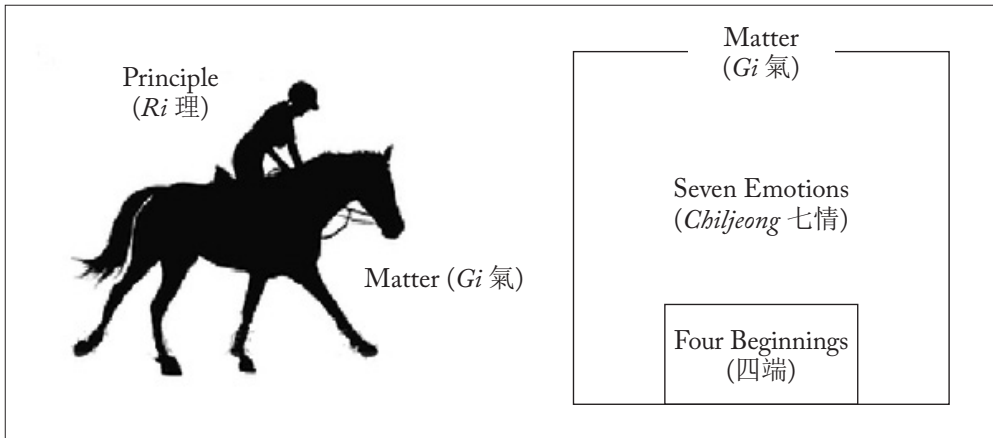 Principle
(Ri 理)
Matter (Gi 氣)
Matter
(Gi 氣)
Seven Emotions
(Chiljeong 七情)
Four Beginnings
(四端)